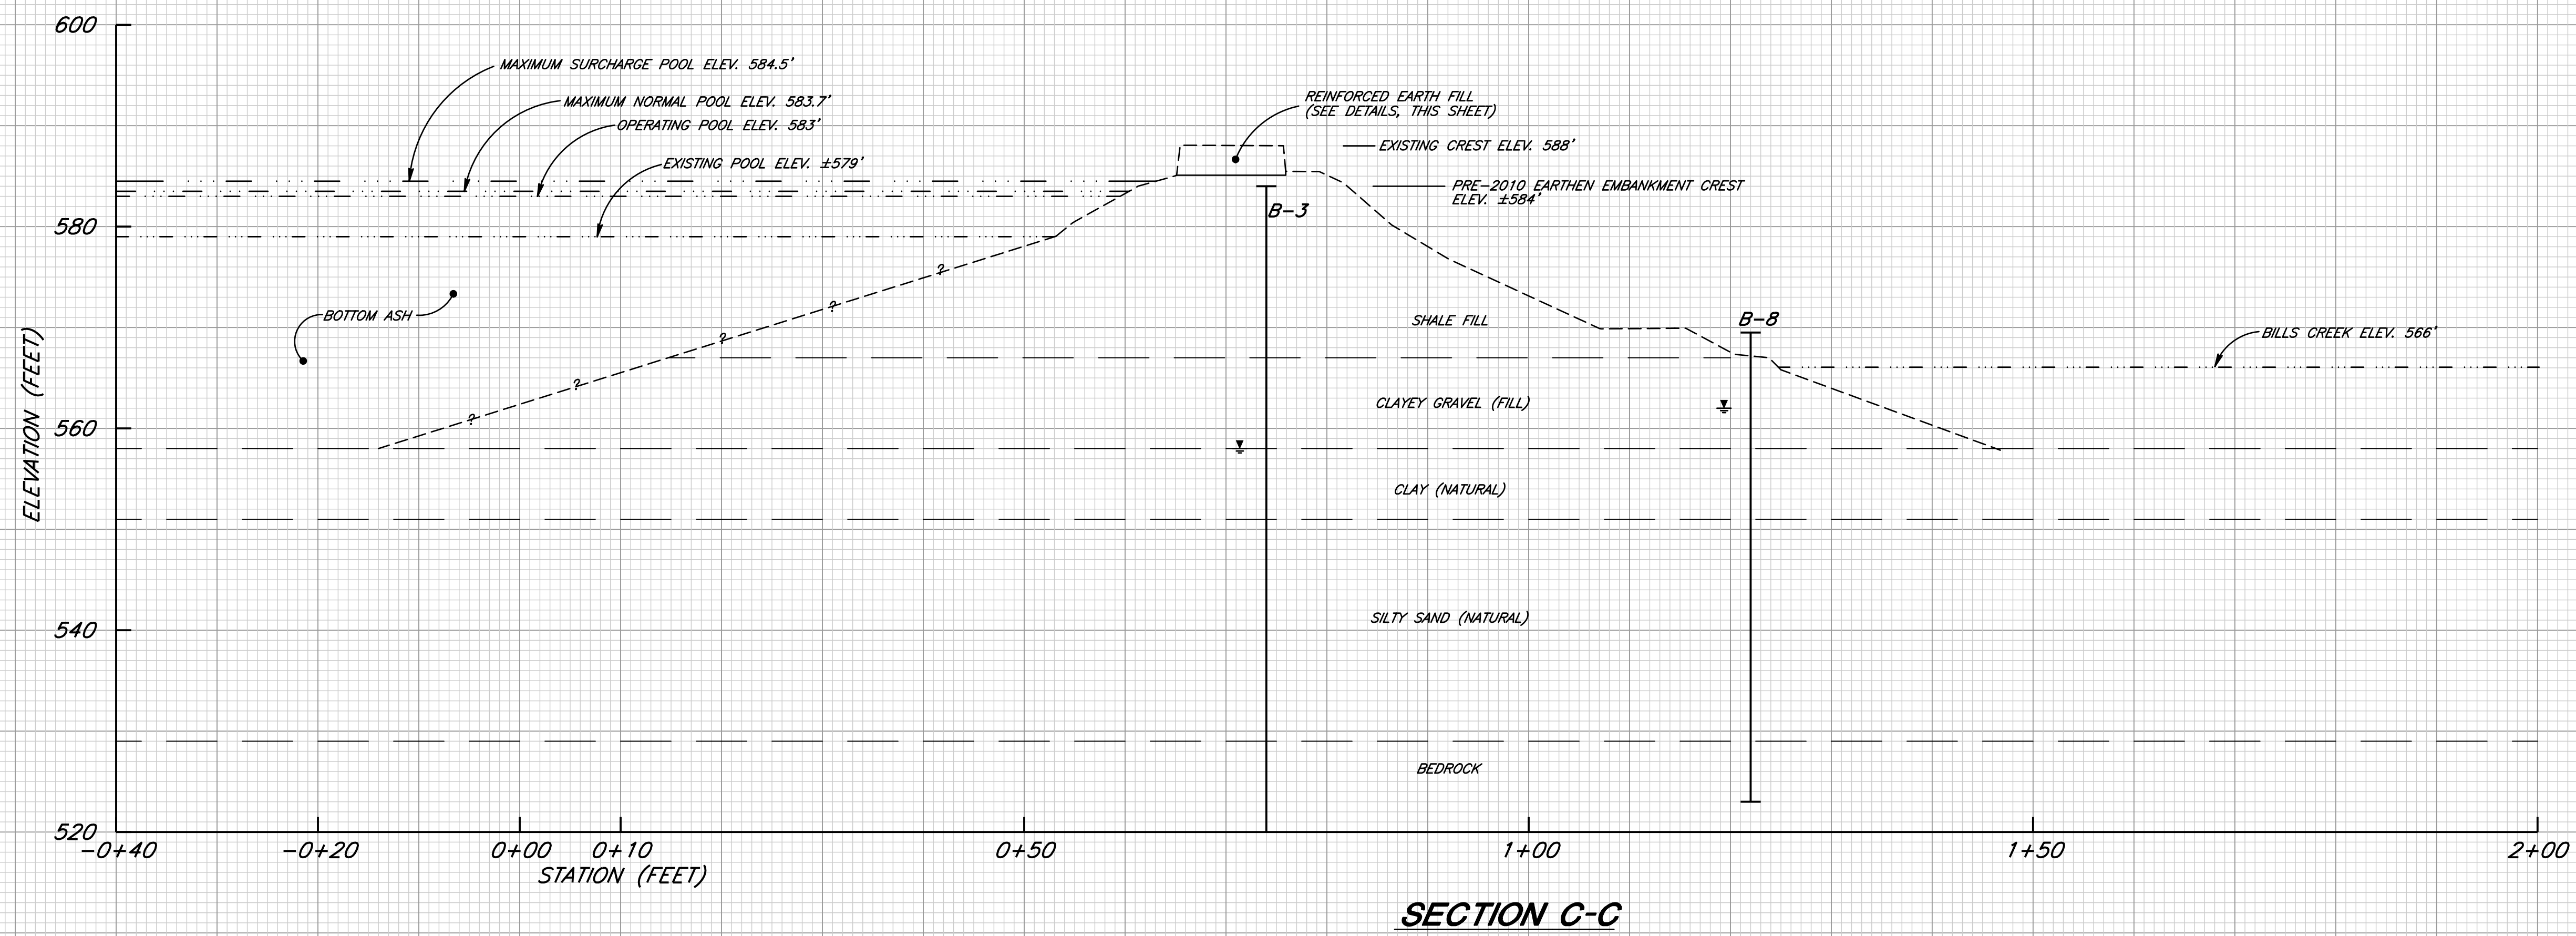 600
MAXIMUM SURCHARGE POOL ELEV. 584.5'
MAXIMUM NORMAL POOL ELEV. 583.7'
OPERATING POOL ELEV. 583'
EXISTING POOL ELEV. ±579'
REINFORCED EARTH FILL
(SEE DETAILS, THIS SHEET)
EXISTING CREST ELEV. 588'
PRE-2010 EARTHEN EMBANKMENT CREST
ELEV. ±584'
B-3
580
?
?
BOTTOM ASH
SHALE FILL
B-8
BILLS CREEK ELEV. 566'
?
?
?
CLAYEY GRAVEL (FILL)
560
ELEVATION (FEET)
CLAY (NATURAL)
SILTY SAND (NATURAL)
540
BEDROCK
520
-0+40
-0+20
0+00
0+10
0+50
1+00
1+50
2+00
STATION (FEET)
SECTION C-C